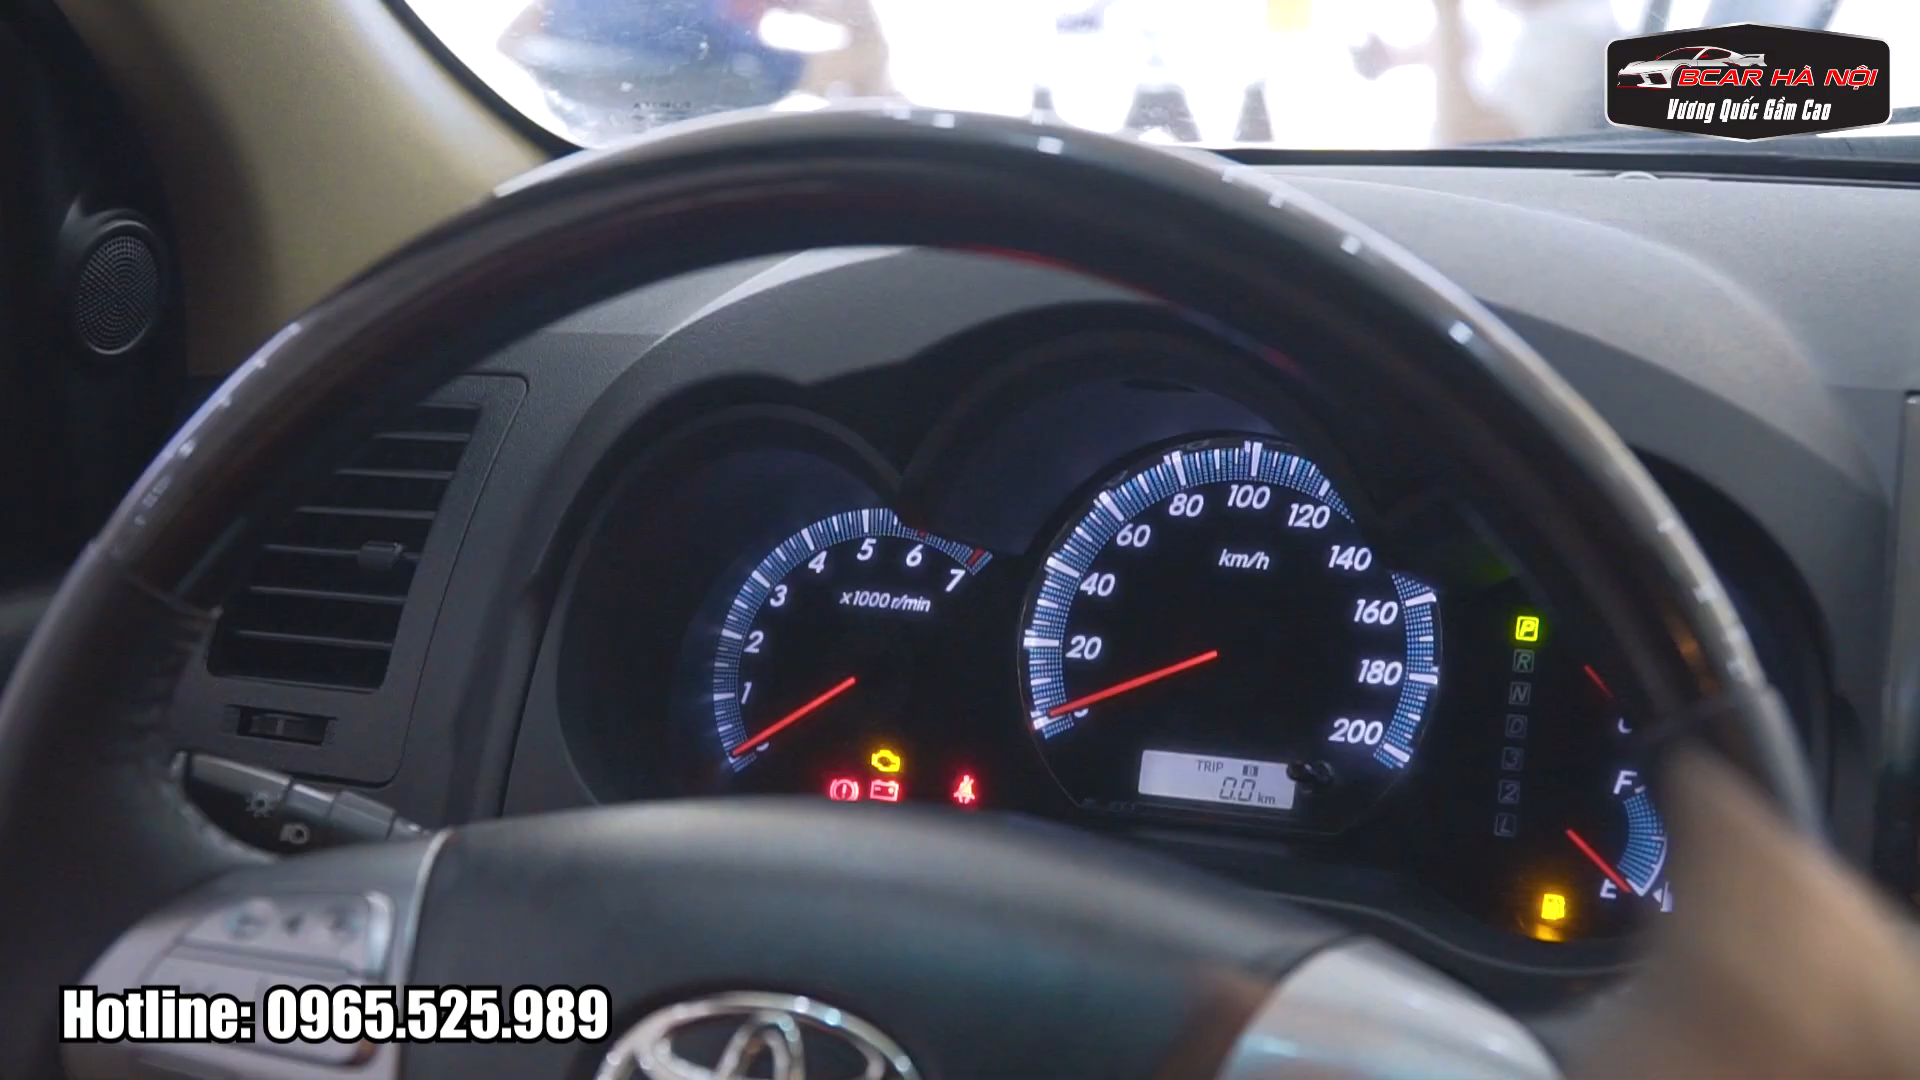 BCAR HÀ NỘI
Vương Quốc Gầm Cao
100
80
120
60
km/h
140
5
4
6
7
40
3
x1000 r/min
160
P
2
20
R
180
1
N
200
D
3
TRIP B
0.0 km
F
2
L
E
Hotline: 0965.525.989